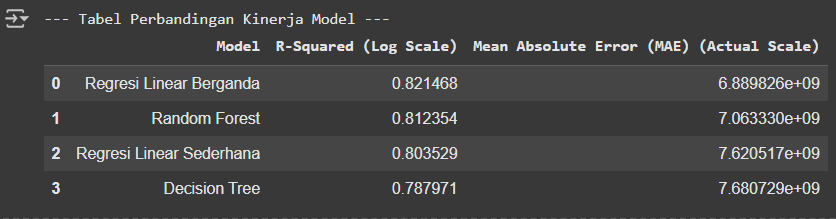 --- Tabel Perbandingan Kinerja Model ---
Model R-Squared (Log Scale) Mean Absolute Error (MAE) (Actual Scale)
0 Regresi Linear Berganda 0.821468 6.889826e+09
1 Random Forest 0.812354 7.063330e+09
2 Regresi Linear Sederhana 0.803529 7.620517e+09
3 Decision Tree 0.787971 7.680729e+09